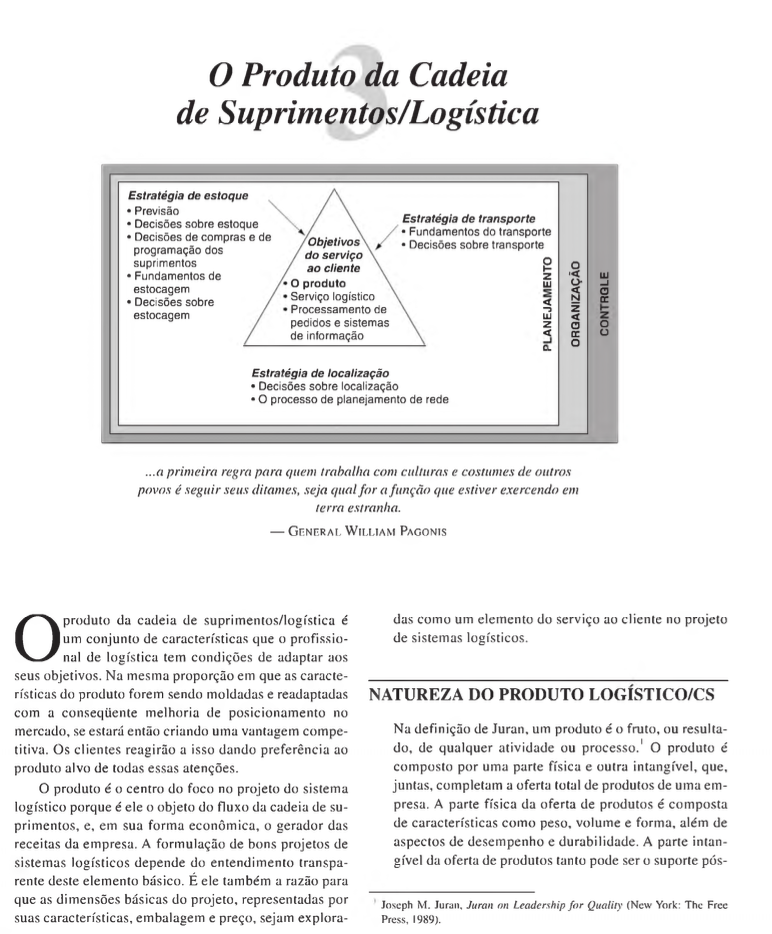 3
O Produto da Cadeia
de Suprimentos/Logística
Estratégia de estoque
• Previsão
• Decisões sobre estoque
• Decisões de compras e de
programação dos
suprimentos
• Fundamentos de
estocagem
• Decisões sobre
estocagem
Objetivos
do serviço
ao cliente
• O produto
• Serviço logístico
• Processamento de
pedidos e sistemas
de informação
Estratégia de transporte
• Fundamentos do transporte
• Decisões sobre transporte
Estratégia de localização
• Decisões sobre localização
• O processo de planejamento de rede
PLANEJAMENTO
ORGANIZAÇÃO
CONTROLE
...a primeira regra para quem trabalha com culturas e costumes de outros
povos é seguir seus ditames, seja qual for a função que estiver exercendo em
terra estranha.
— GENERAL WILLIAM PAGONIS
O produto da cadeia de suprimentos/logística é
um conjunto de características que o profissio-
nal de logística tem condições de adaptar aos
seus objetivos. Na mesma proporção em que as caracte-
rísticas do produto forem sendo moldadas e readaptadas
com a conseqüente melhoria de posicionamento no
mercado, se estará então criando uma vantagem compe-
titiva. Os clientes reagirão a isso dando preferência ao
produto alvo de todas essas atenções.
O produto é o centro do foco no projeto do sistema
logístico porque é ele o objeto do fluxo da cadeia de su-
primentos, e, em sua forma econômica, o gerador das
receitas da empresa. A formulação de bons projetos de
sistemas logísticos depende do entendimento transpa-
rente deste elemento básico. É ele também a razão para
que as dimensões básicas do projeto, representadas por
suas características, embalagem e preço, sejam explora-
das como um elemento do serviço ao cliente no projeto
de sistemas logísticos.
NATUREZA DO PRODUTO LOGÍSTICO/CS
Na definição de Juran, um produto é o fruto, ou resulta-
do, de qualquer atividade ou processo.¹ O produto é
composto por uma parte física e outra intangível, que,
juntas, completam a oferta total de produtos de uma em-
presa. A parte física da oferta de produtos é composta
de características como peso, volume e forma, além de
aspectos de desempenho e durabilidade. A parte intan-
gível da oferta de produtos tanto pode ser o suporte pós-
¹ Joseph M. Juran, Juran on Leadership for Quality (New York: The Free
Press, 1989).